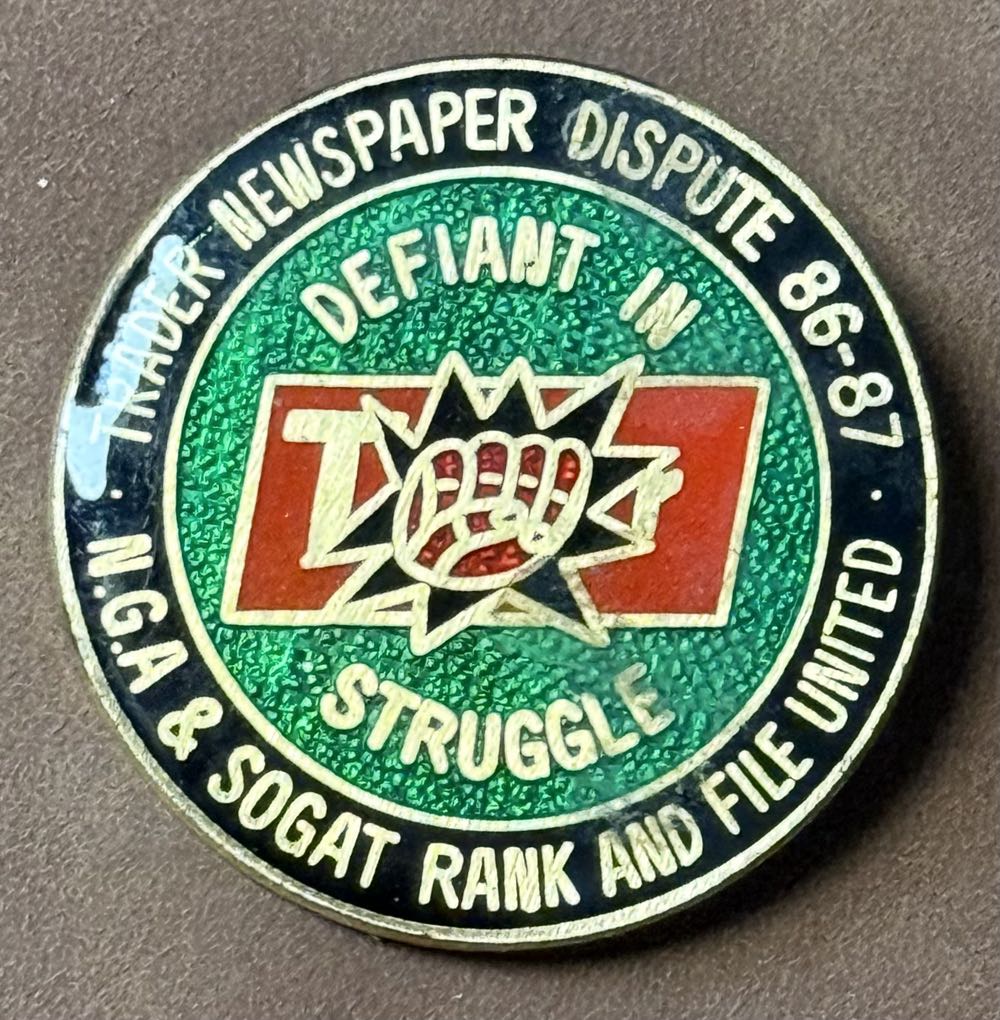 · TRADER NEWSPAPER DISPUTE 86-87 ·
DEFIANT IN
T
STRUGGLE
N.G.A & SOGAT RANK AND FILE UNITED